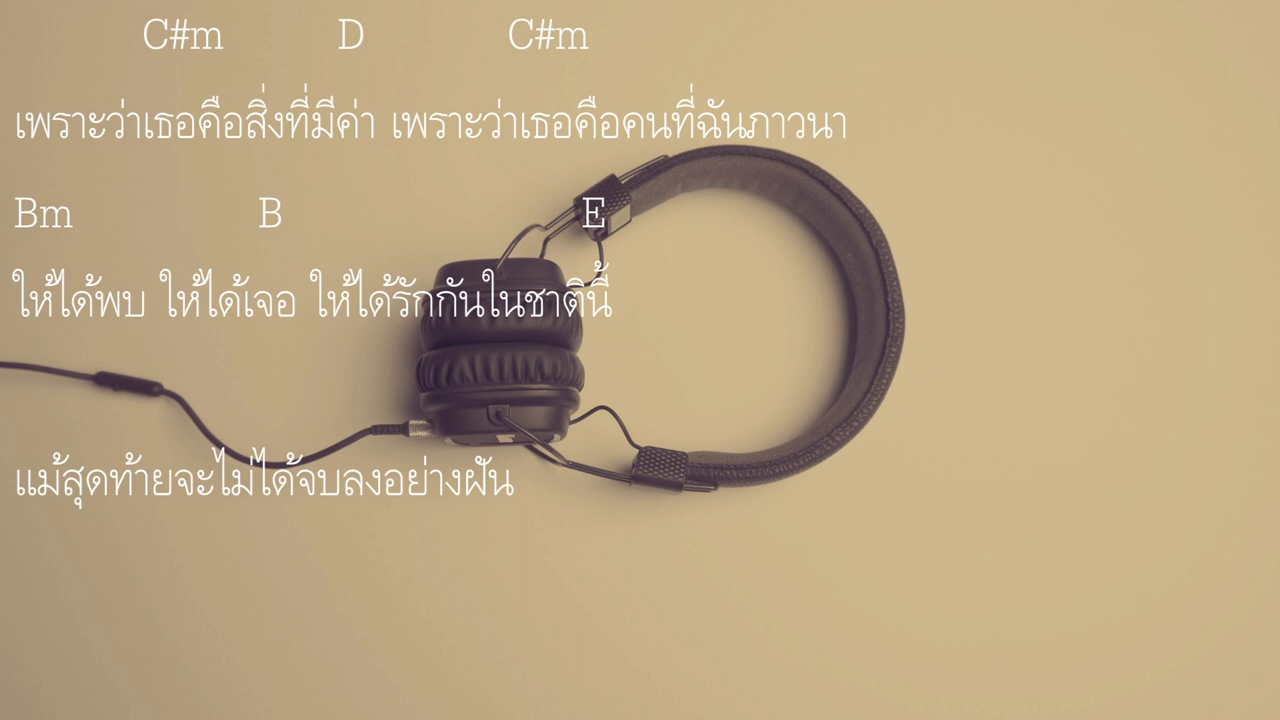 C#m D C#m
เพราะว่าเธอคือสิ่งที่มีค่า เพราะว่าเธอคือคนที่ฉันภาวนา
Bm B E
ให้ได้พบ ให้ได้เจอ ให้ได้รักกันในชาตินี้
แม้สุดท้ายจะไม่ได้จบลงอย่างฝัน